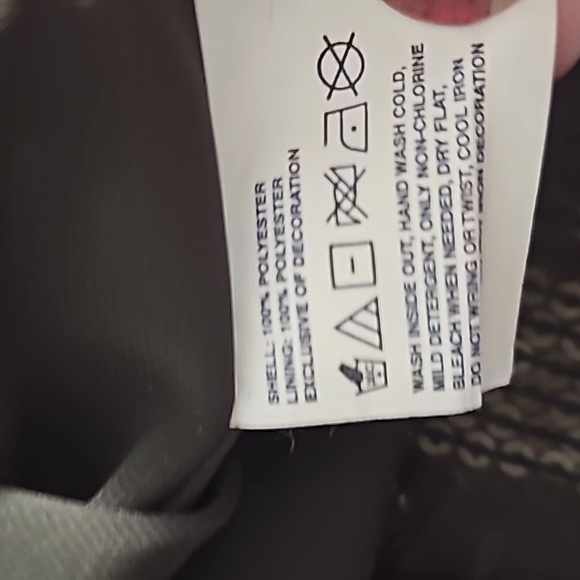 SHELL: 100% POLYESTER
LINING: 100% POLYESTER
EXCLUSIVE OF DECORATION
WASH INSIDE OUT, HAND WASH COLD,
MILD DETERGENT, ONLY NON-CHLORINE
BLEACH WHEN NEEDED, DRY FLAT,
DO NOT WRING OR TWIST, COOL IRON
DECORATION